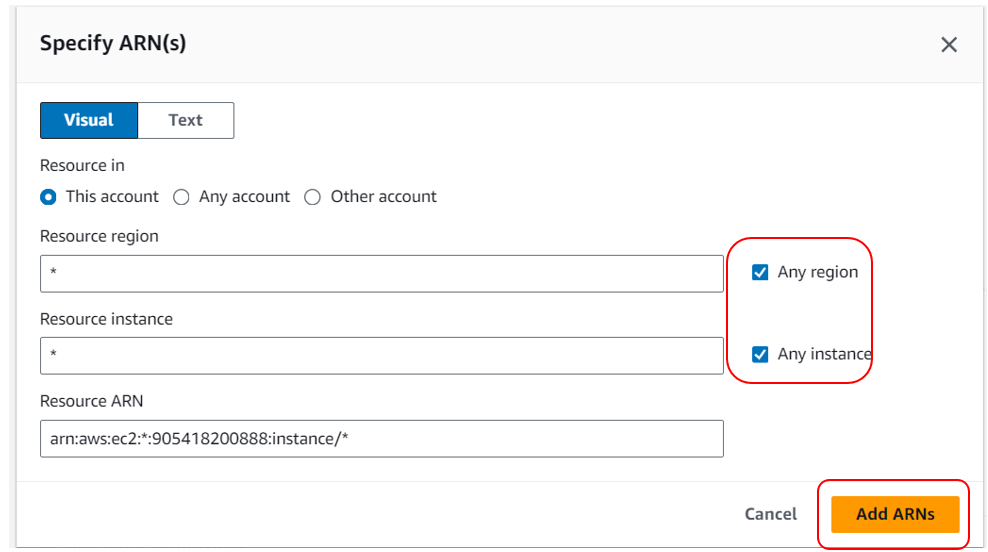 Specify ARN(s)
Visual Text
Resource in
This account Any account Other account
Resource region
* Any region
Resource instance
* Any instance
Resource ARN
arn:aws:ec2:*:905418200888:instance/*
Cancel Add ARNs